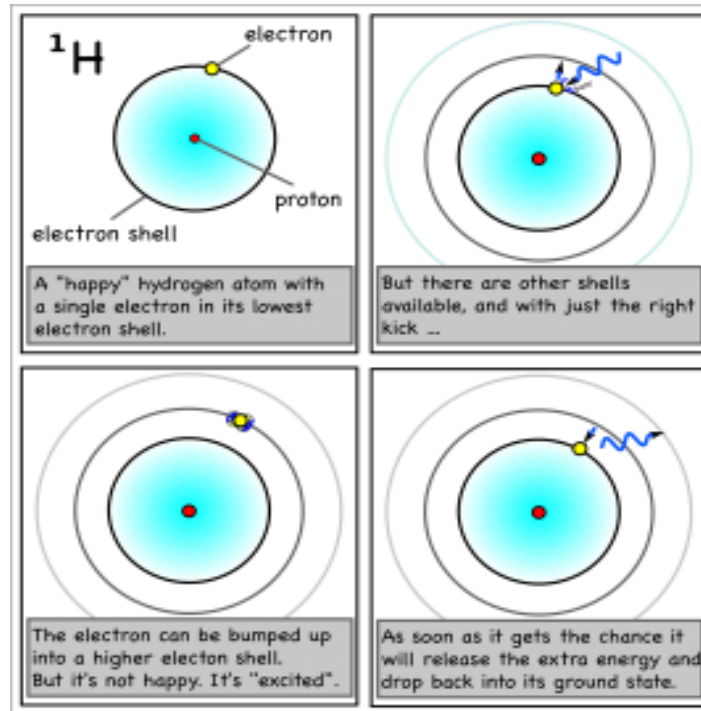 ¹H
electron
proton
electron shell
A "happy" hydrogen atom with
a single electron in its lowest
electron shell.
But there are other shells
available, and with just the right
kick ...
The electron can be bumped up
into a higher electon shell.
But it's not happy. It's "excited".
As soon as it gets the chance it
will release the extra energy and
drop back into its ground state.